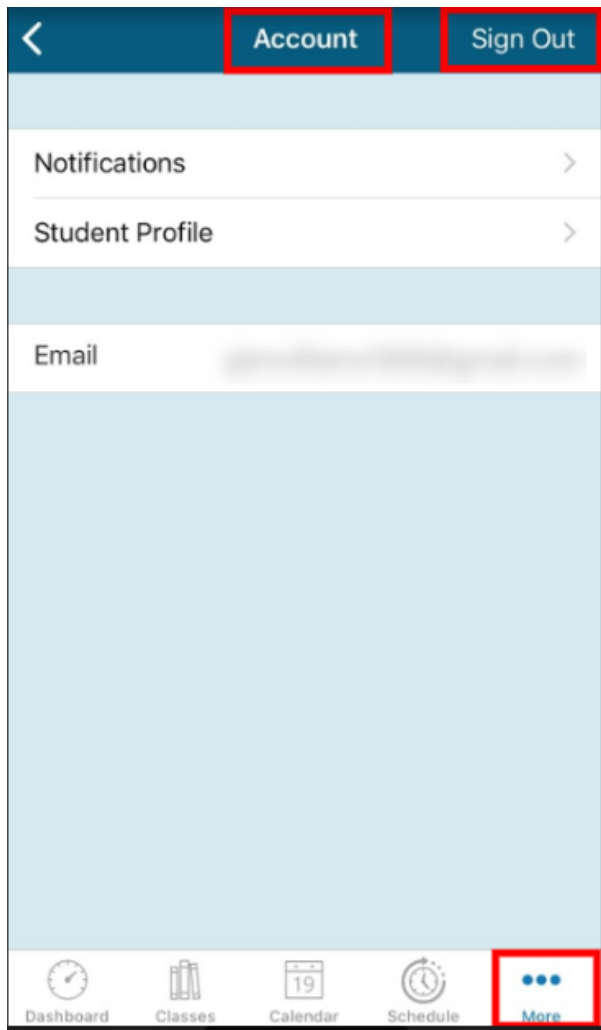 Account Sign Out
Notifications
Student Profile
Email
19
Dashboard Classes Calendar Schedule More